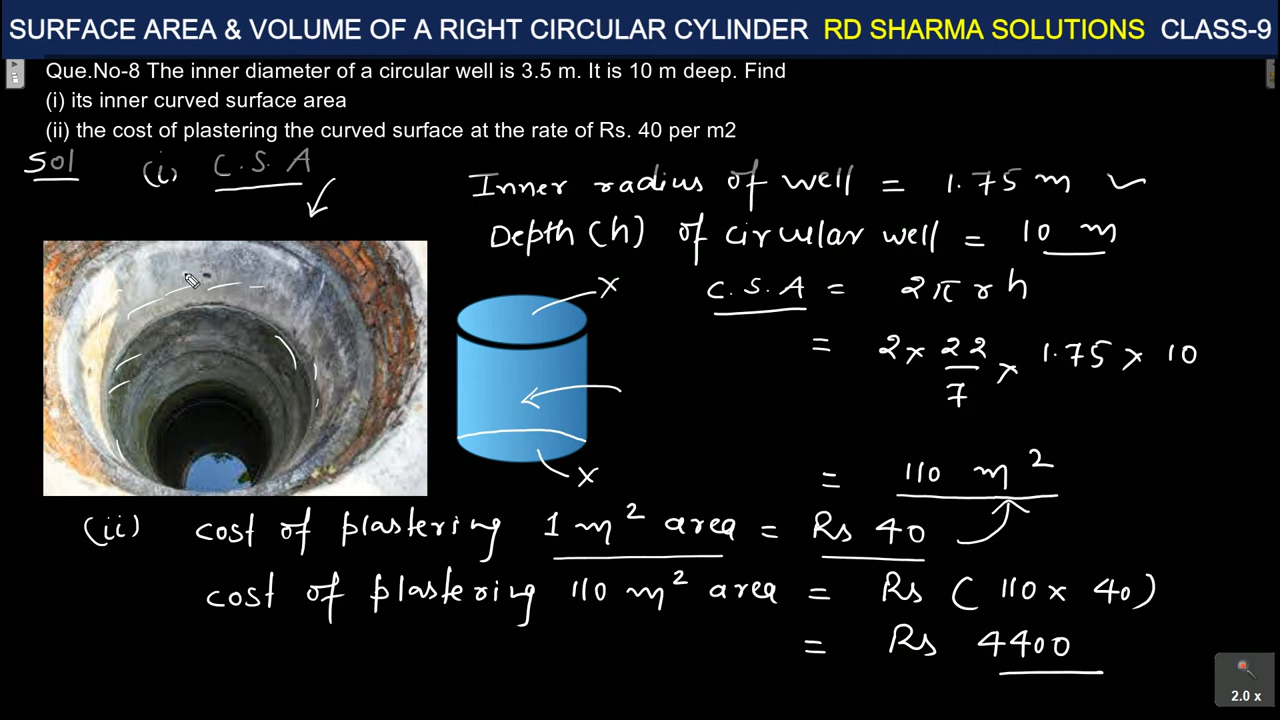 SURFACE AREA & VOLUME OF A RIGHT CIRCULAR CYLINDER RD SHARMA SOLUTIONS CLASS-9
Que.No-8 The inner diameter of a circular well is 3.5 m. It is 10 m deep. Find
(i) its inner curved surface area
(ii) the cost of plastering the curved surface at the rate of Rs. 40 per m2
Sol (i) C.S.A
Inner radius of well = 1.75 m
Depth (h) of circular well = 10 m
x
C.S.A = 2πrh
= 2 × 22/7 × 1.75 × 10
x
= 110 m²
(ii) cost of plastering 1 m² area = Rs 40
cost of plastering 110 m² area = Rs (110 × 40)
= Rs 4400
2.0 x